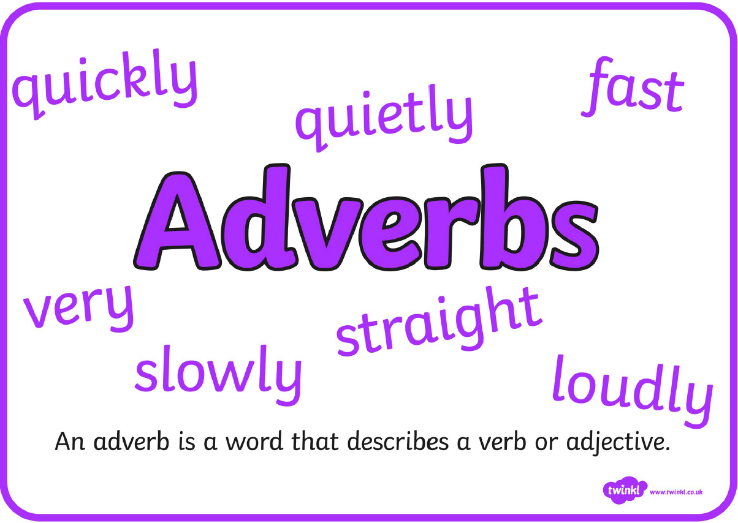 quickly
quietly
fast
Adverbs
very
straight
slowly
loudly
An adverb is a word that describes a verb or adjective.
twinkl www.twinkl.co.uk